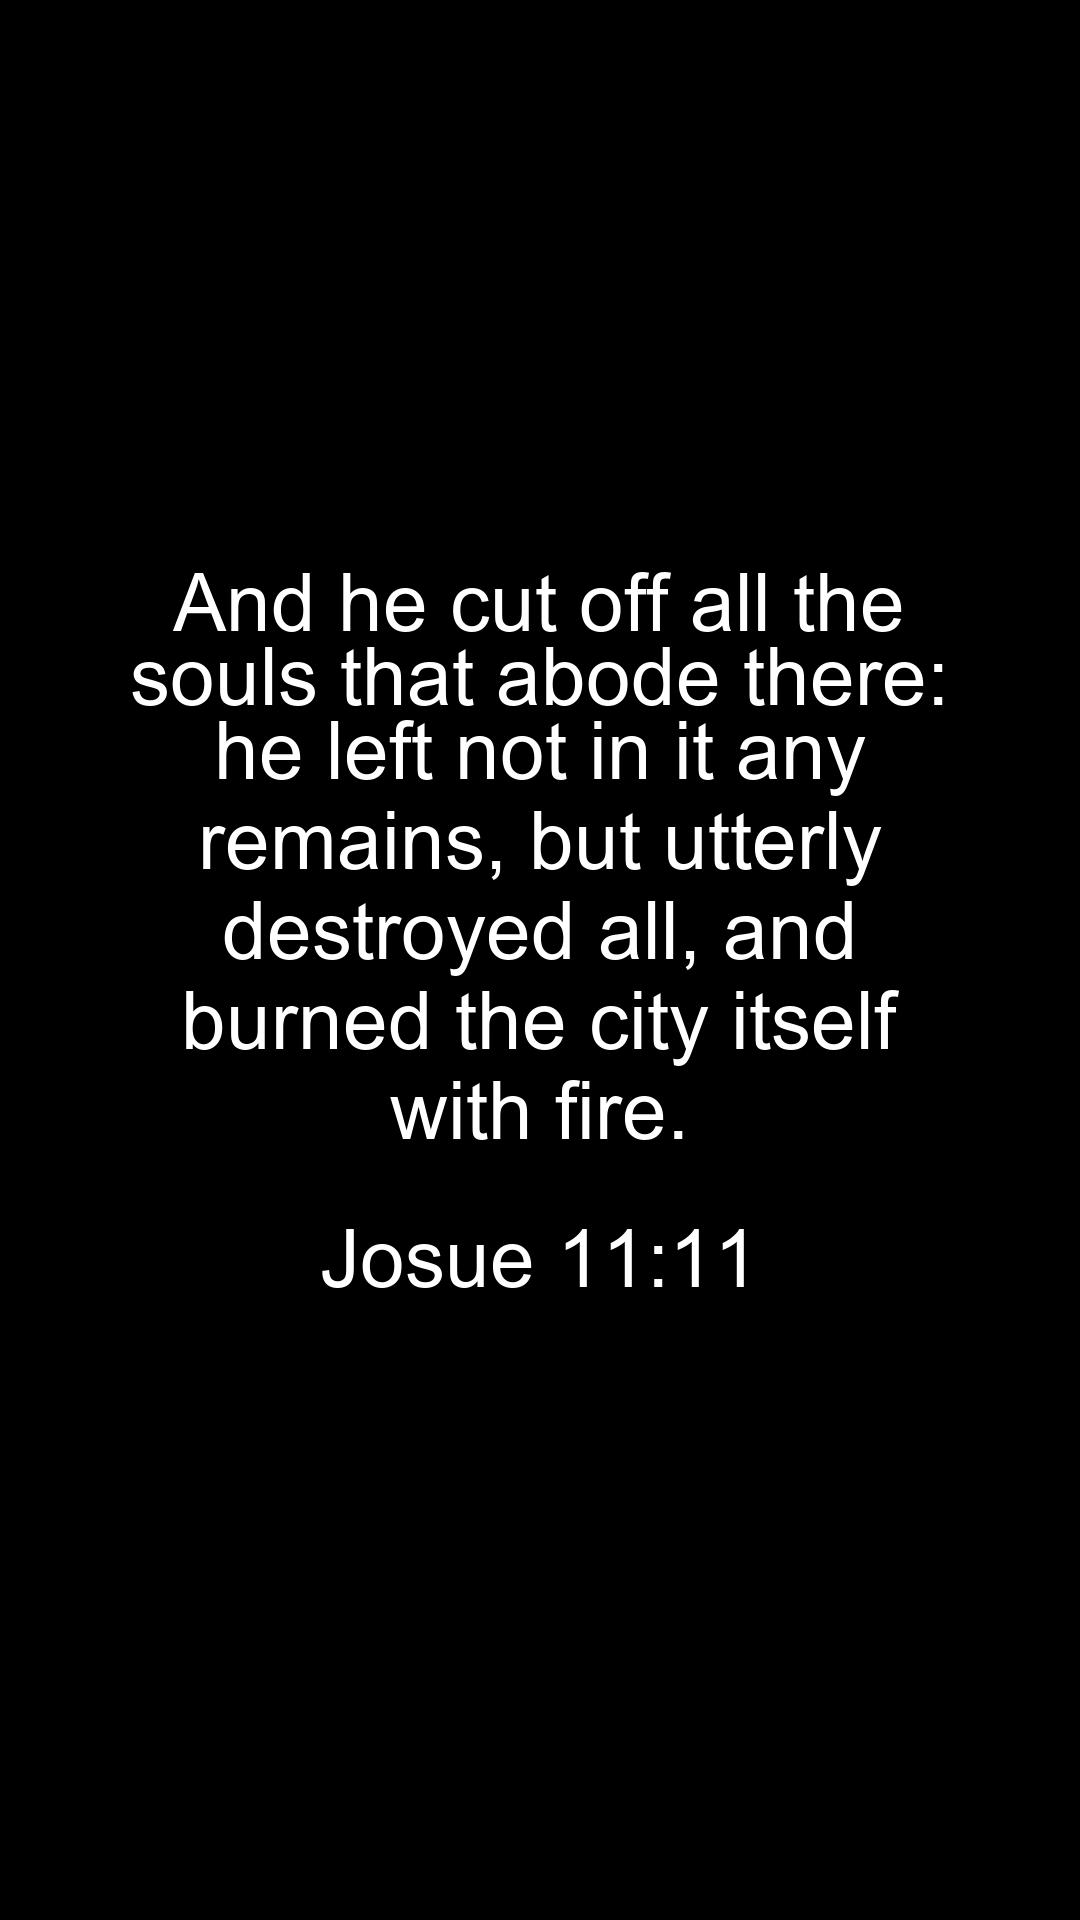 And he cut off all the
souls that abode there:
he left not in it any
remains, but utterly
destroyed all, and
burned the city itself
with fire.
Josue 11:11